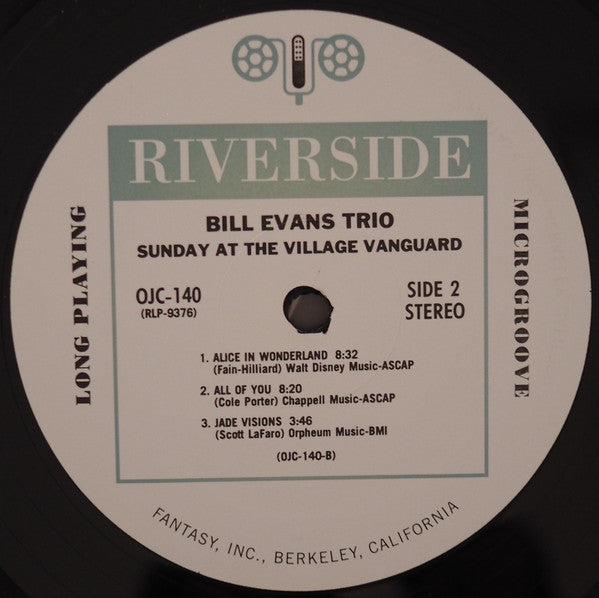 RIVERSIDE
BILL EVANS TRIO
SUNDAY AT THE VILLAGE VANGUARD
OJC-140
(RLP-9376)
SIDE 2
STEREO
LONG PLAYING
MICROGROOVE
1. ALICE IN WONDERLAND 8:32
(Fain-Hilliard) Walt Disney Music-ASCAP
2. ALL OF YOU 8:20
(Cole Porter) Chappell Music-ASCAP
3. JADE VISIONS 3:46
(Scott LaFaro) Orpheum Music-BMI
(OJC-140-B)
FANTASY, INC., BERKELEY, CALIFORNIA